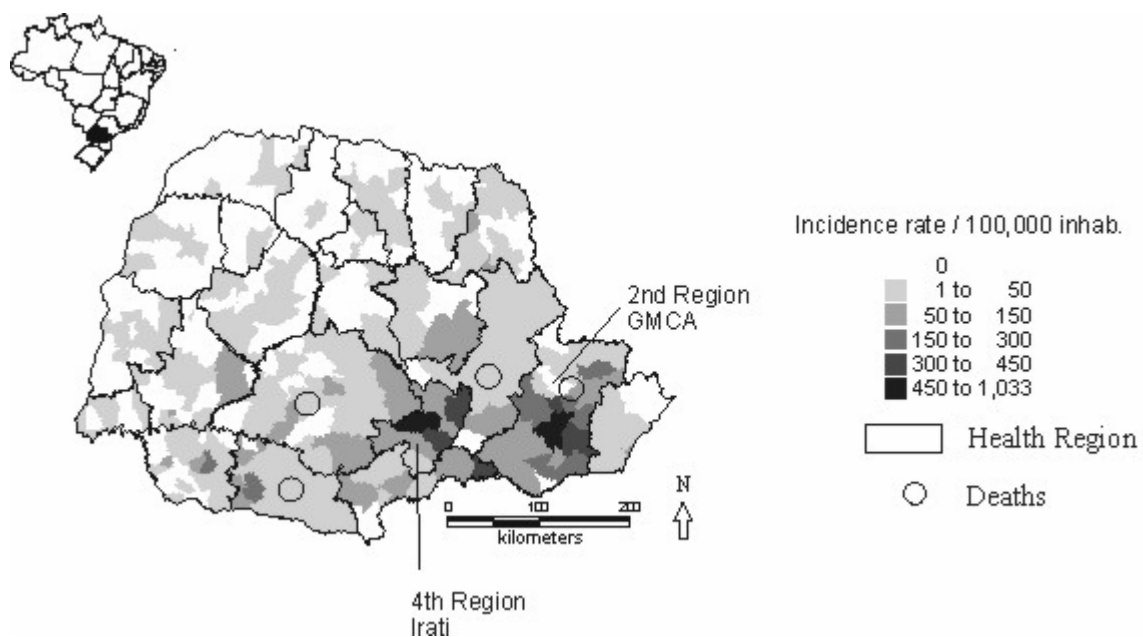 Incidence rate / 100,000 inhab.
0
1 to 50
50 to 150
150 to 300
300 to 450
450 to 1,033
Health Region
Deaths
2nd Region
GMCA
N
0 100 200
kilometers
4th Region
Irati